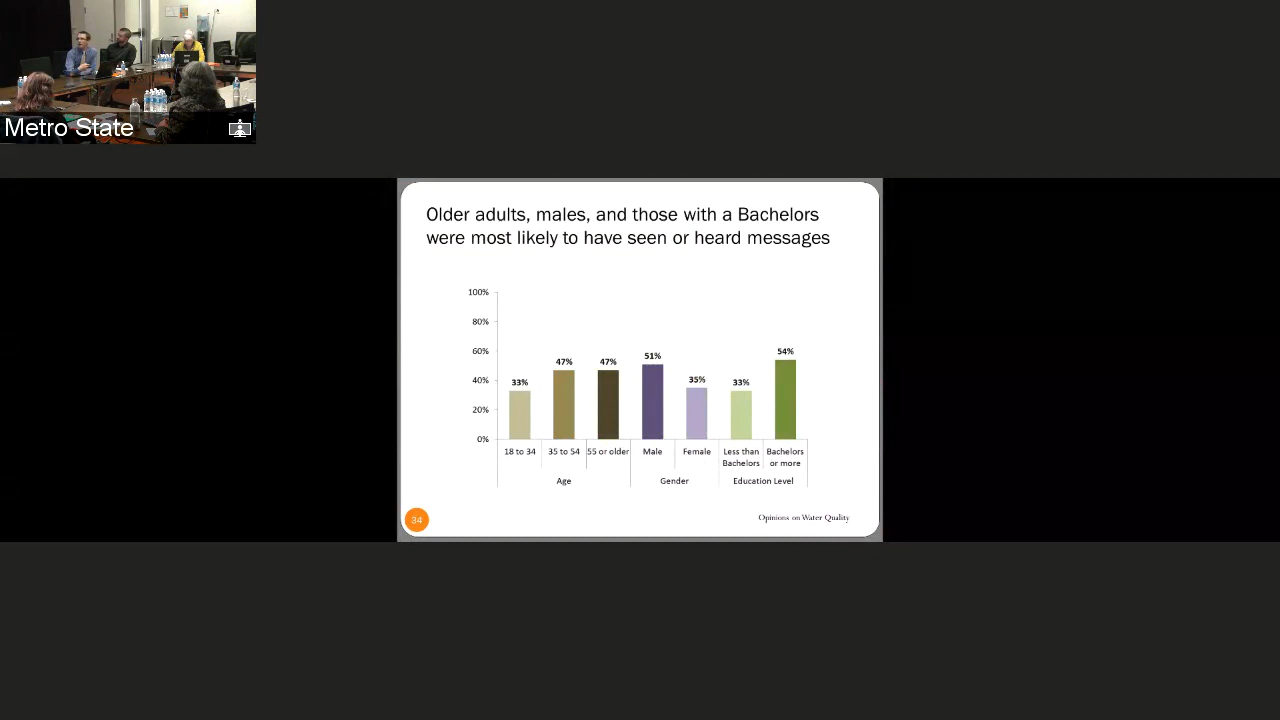 Metro State
Older adults, males, and those with a Bachelors
were most likely to have seen or heard messages
100%
80%
60%
40%
20%
0%
33%
47%
47%
51%
35%
33%
54%
18 to 34
35 to 54
55 or older
Male
Female
Less than
Bachelors
Bachelors
or more
Age
Gender
Education Level
34
Opinions on Water Quality